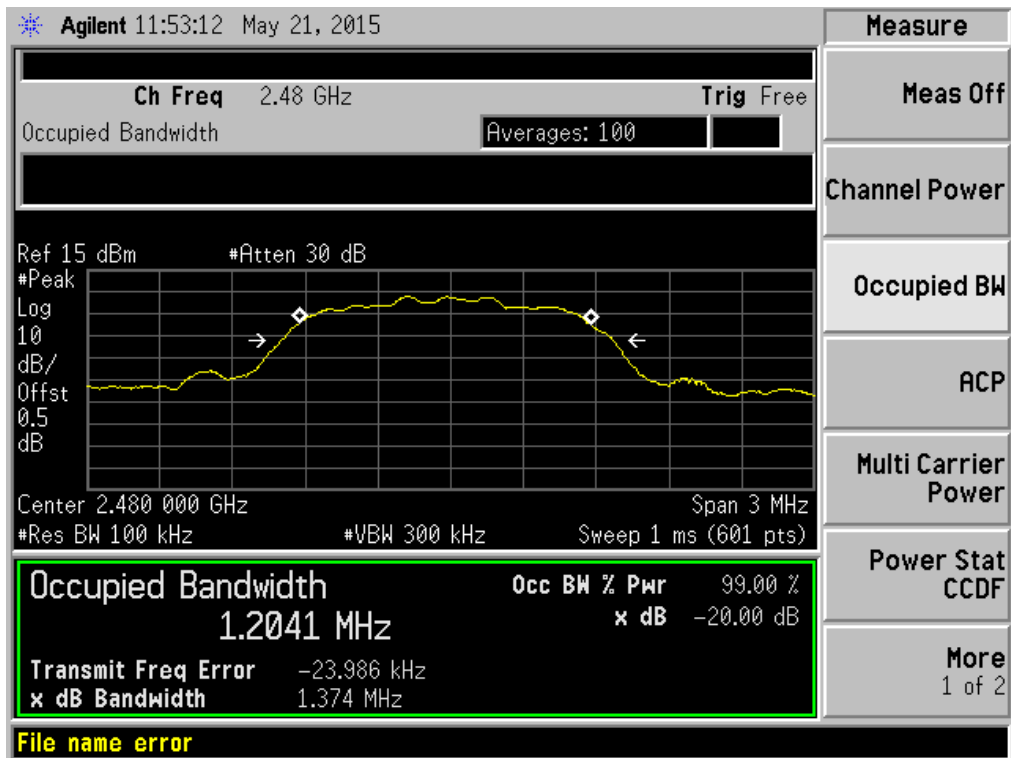 Agilent 11:53:12 May 21, 2015
Measure
Ch Freq 2.48 GHz
Trig Free
Occupied Bandwidth
Averages: 100
Meas Off
Channel Power
Occupied BW
ACP
Multi Carrier
Power
Power Stat
CCDF
More
1 of 2
Ref 15 dBm
#Atten 30 dB
#Peak
Log
10
dB/
Offst
0.5
dB
Center 2.480 000 GHz
Span 3 MHz
#Res BW 100 kHz
#VBW 300 kHz
Sweep 1 ms (601 pts)
Occupied Bandwidth
1.2041 MHz
Occ BW % Pwr 99.00 %
x dB -20.00 dB
Transmit Freq Error -23.986 kHz
x dB Bandwidth 1.374 MHz
File name error